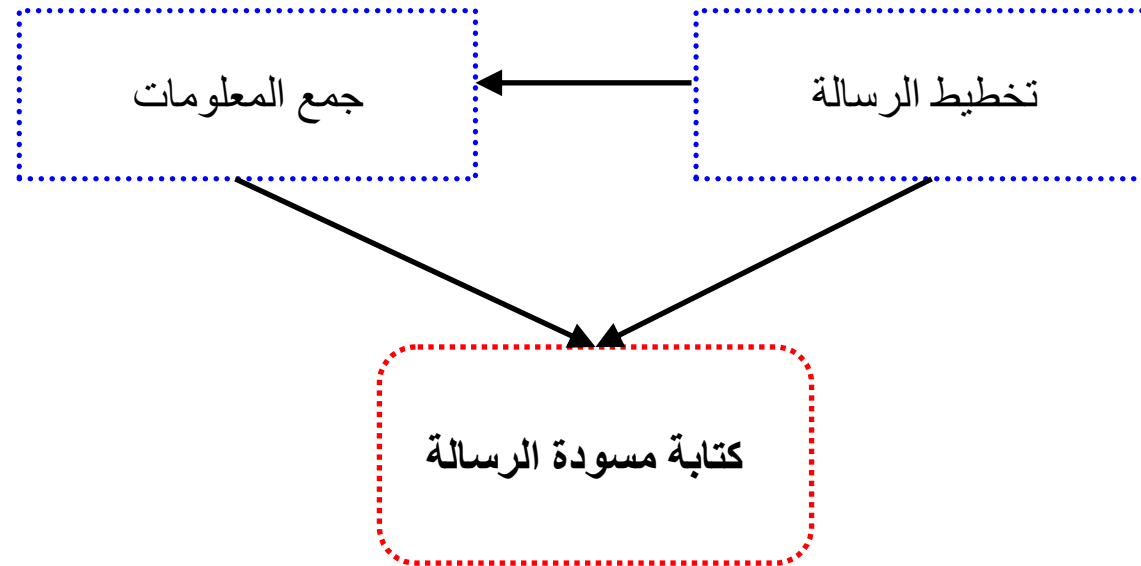 تخطيط الرسالة
جمع المعلومات
كتابة مسودة الرسالة